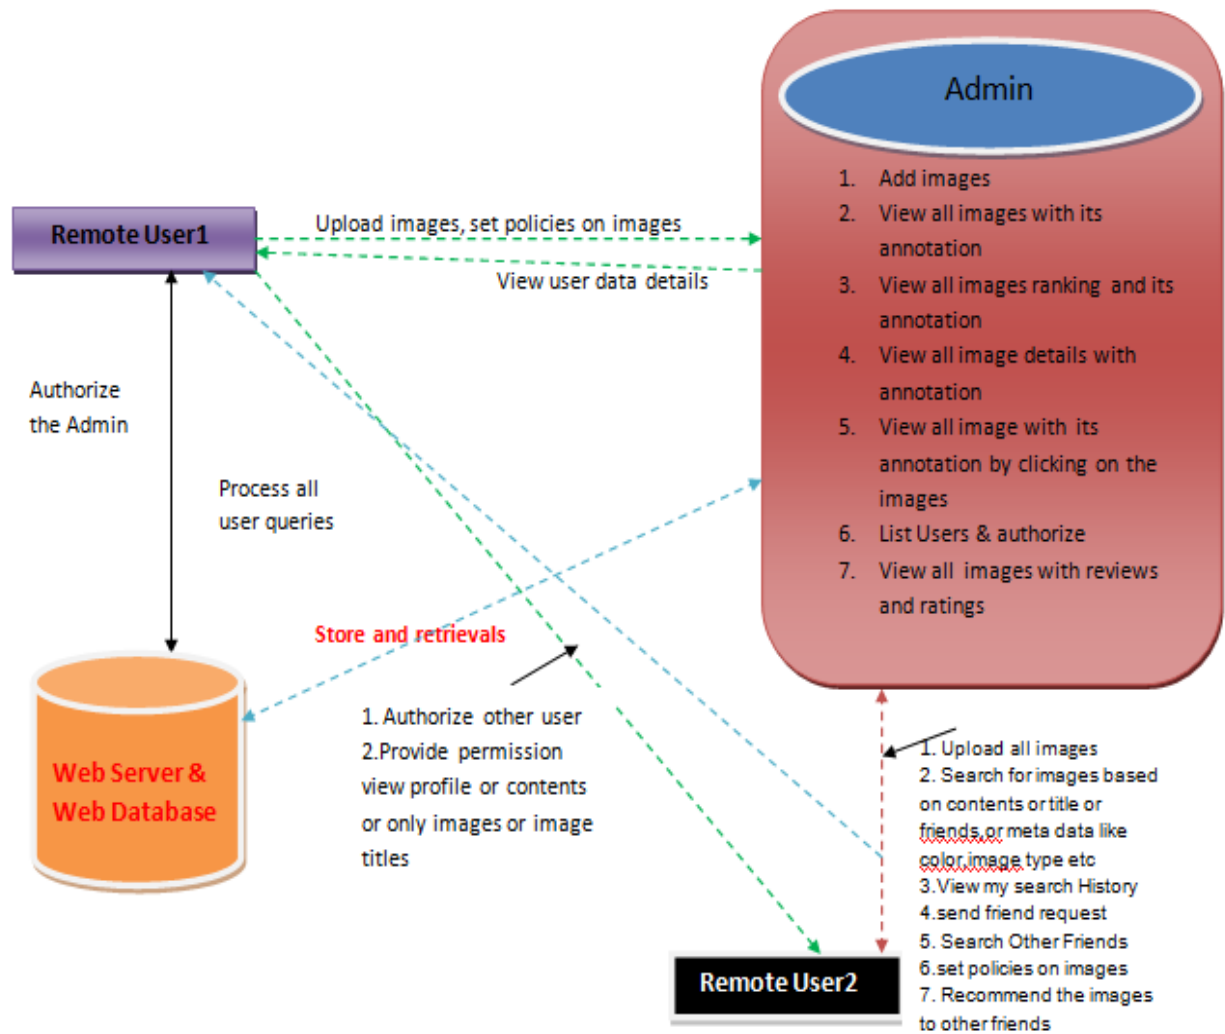 Admin
1. Add images
2. View all images with its
annotation
3. View all images ranking and its
annotation
4. View all image details with
annotation
5. View all image with its
annotation by clicking on the
images
6. List Users & authorize
7. View all images with reviews
and ratings
Remote User1
Upload images, set policies on images
View user data details
Authorize
the Admin
Process all
user queries
Store and retrievals
1. Authorize other user
2.Provide permission
view profile or contents
or only images or image
titles
Web Server &
Web Database
1. Upload all images
2. Search for images based
on contents or title or
friends,or meta data like
color,image type etc
3.View my search History
4.send friend request
5. Search Other Friends
6.set policies on images
7. Recommend the images
to other friends
Remote User2